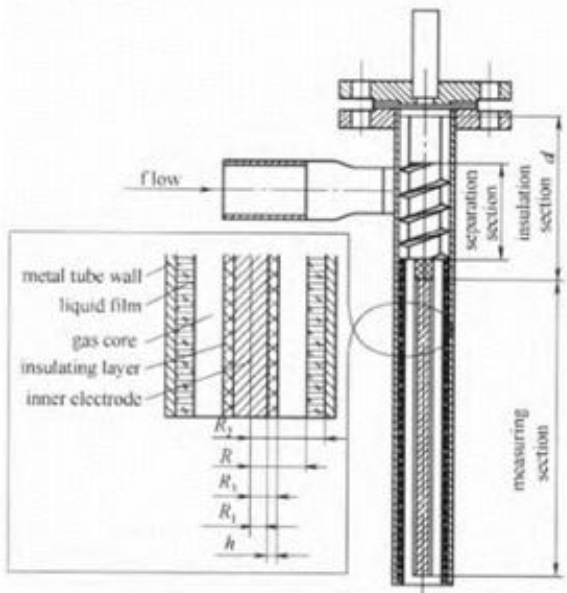 f low
separation
section
insulation
section
d
metal tube wall
liquid film
gas core
insulating layer
inner electrode
R₂
R
R₃
R₁
h
measuring
section